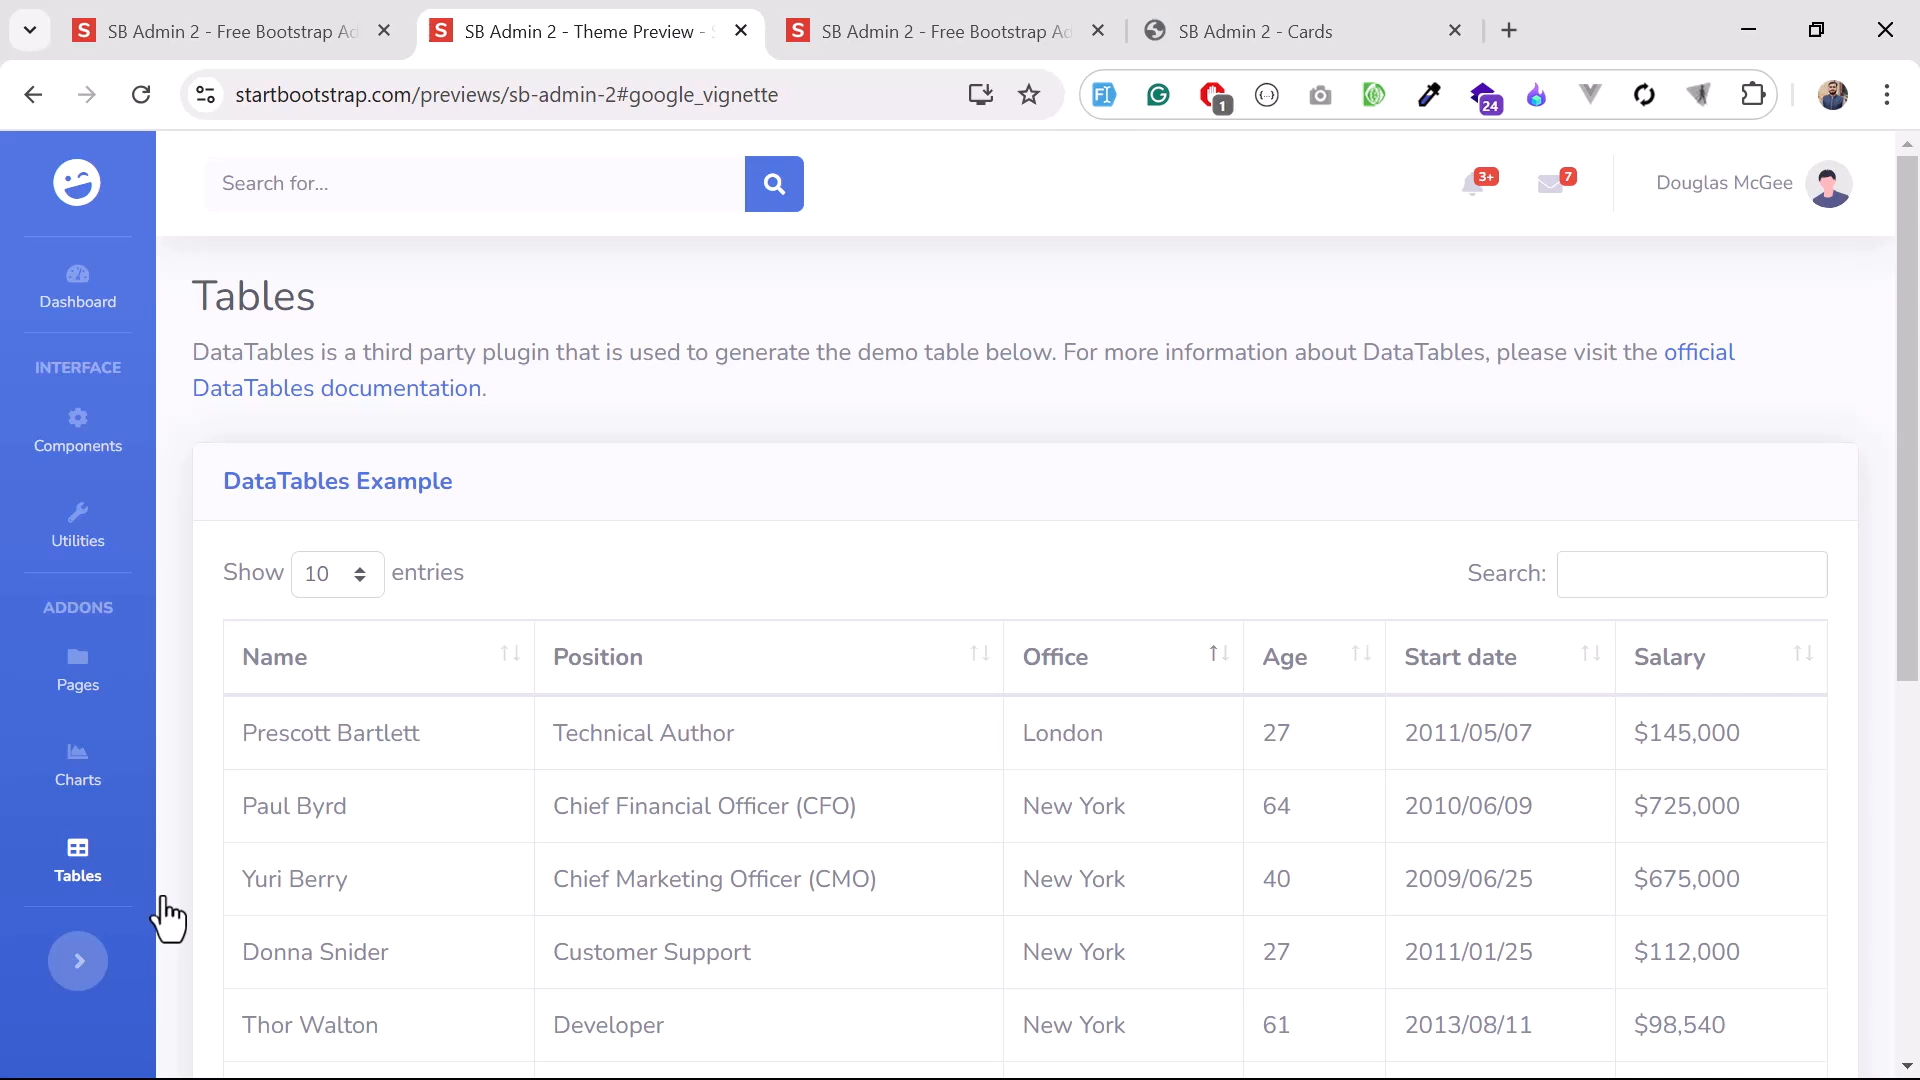 SB Admin 2 - Free Bootstrap Ad
SB Admin 2 - Theme Preview -
SB Admin 2 - Free Bootstrap Ad
SB Admin 2 - Cards
startbootstrap.com/previews/sb-admin-2#google_vignette
1
24
Search for...
3+
7
Douglas McGee
Dashboard
INTERFACE
Components
Utilities
ADDONS
Pages
Charts
Tables
Tables
DataTables is a third party plugin that is used to generate the demo table below. For more information about DataTables, please visit the official
DataTables documentation.
DataTables Example
Show 10 entries
Search:
Name Position Office Age Start date Salary
Prescott Bartlett Technical Author London 27 2011/05/07 $145,000
Paul Byrd Chief Financial Officer (CFO) New York 64 2010/06/09 $725,000
Yuri Berry Chief Marketing Officer (CMO) New York 40 2009/06/25 $675,000
Donna Snider Customer Support New York 27 2011/01/25 $112,000
Thor Walton Developer New York 61 2013/08/11 $98,540